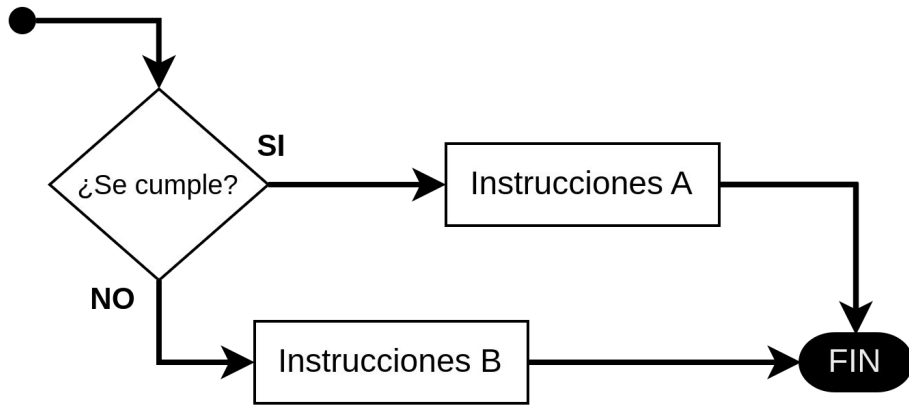 SI
¿Se cumple?
Instrucciones A
NO
Instrucciones B
FIN